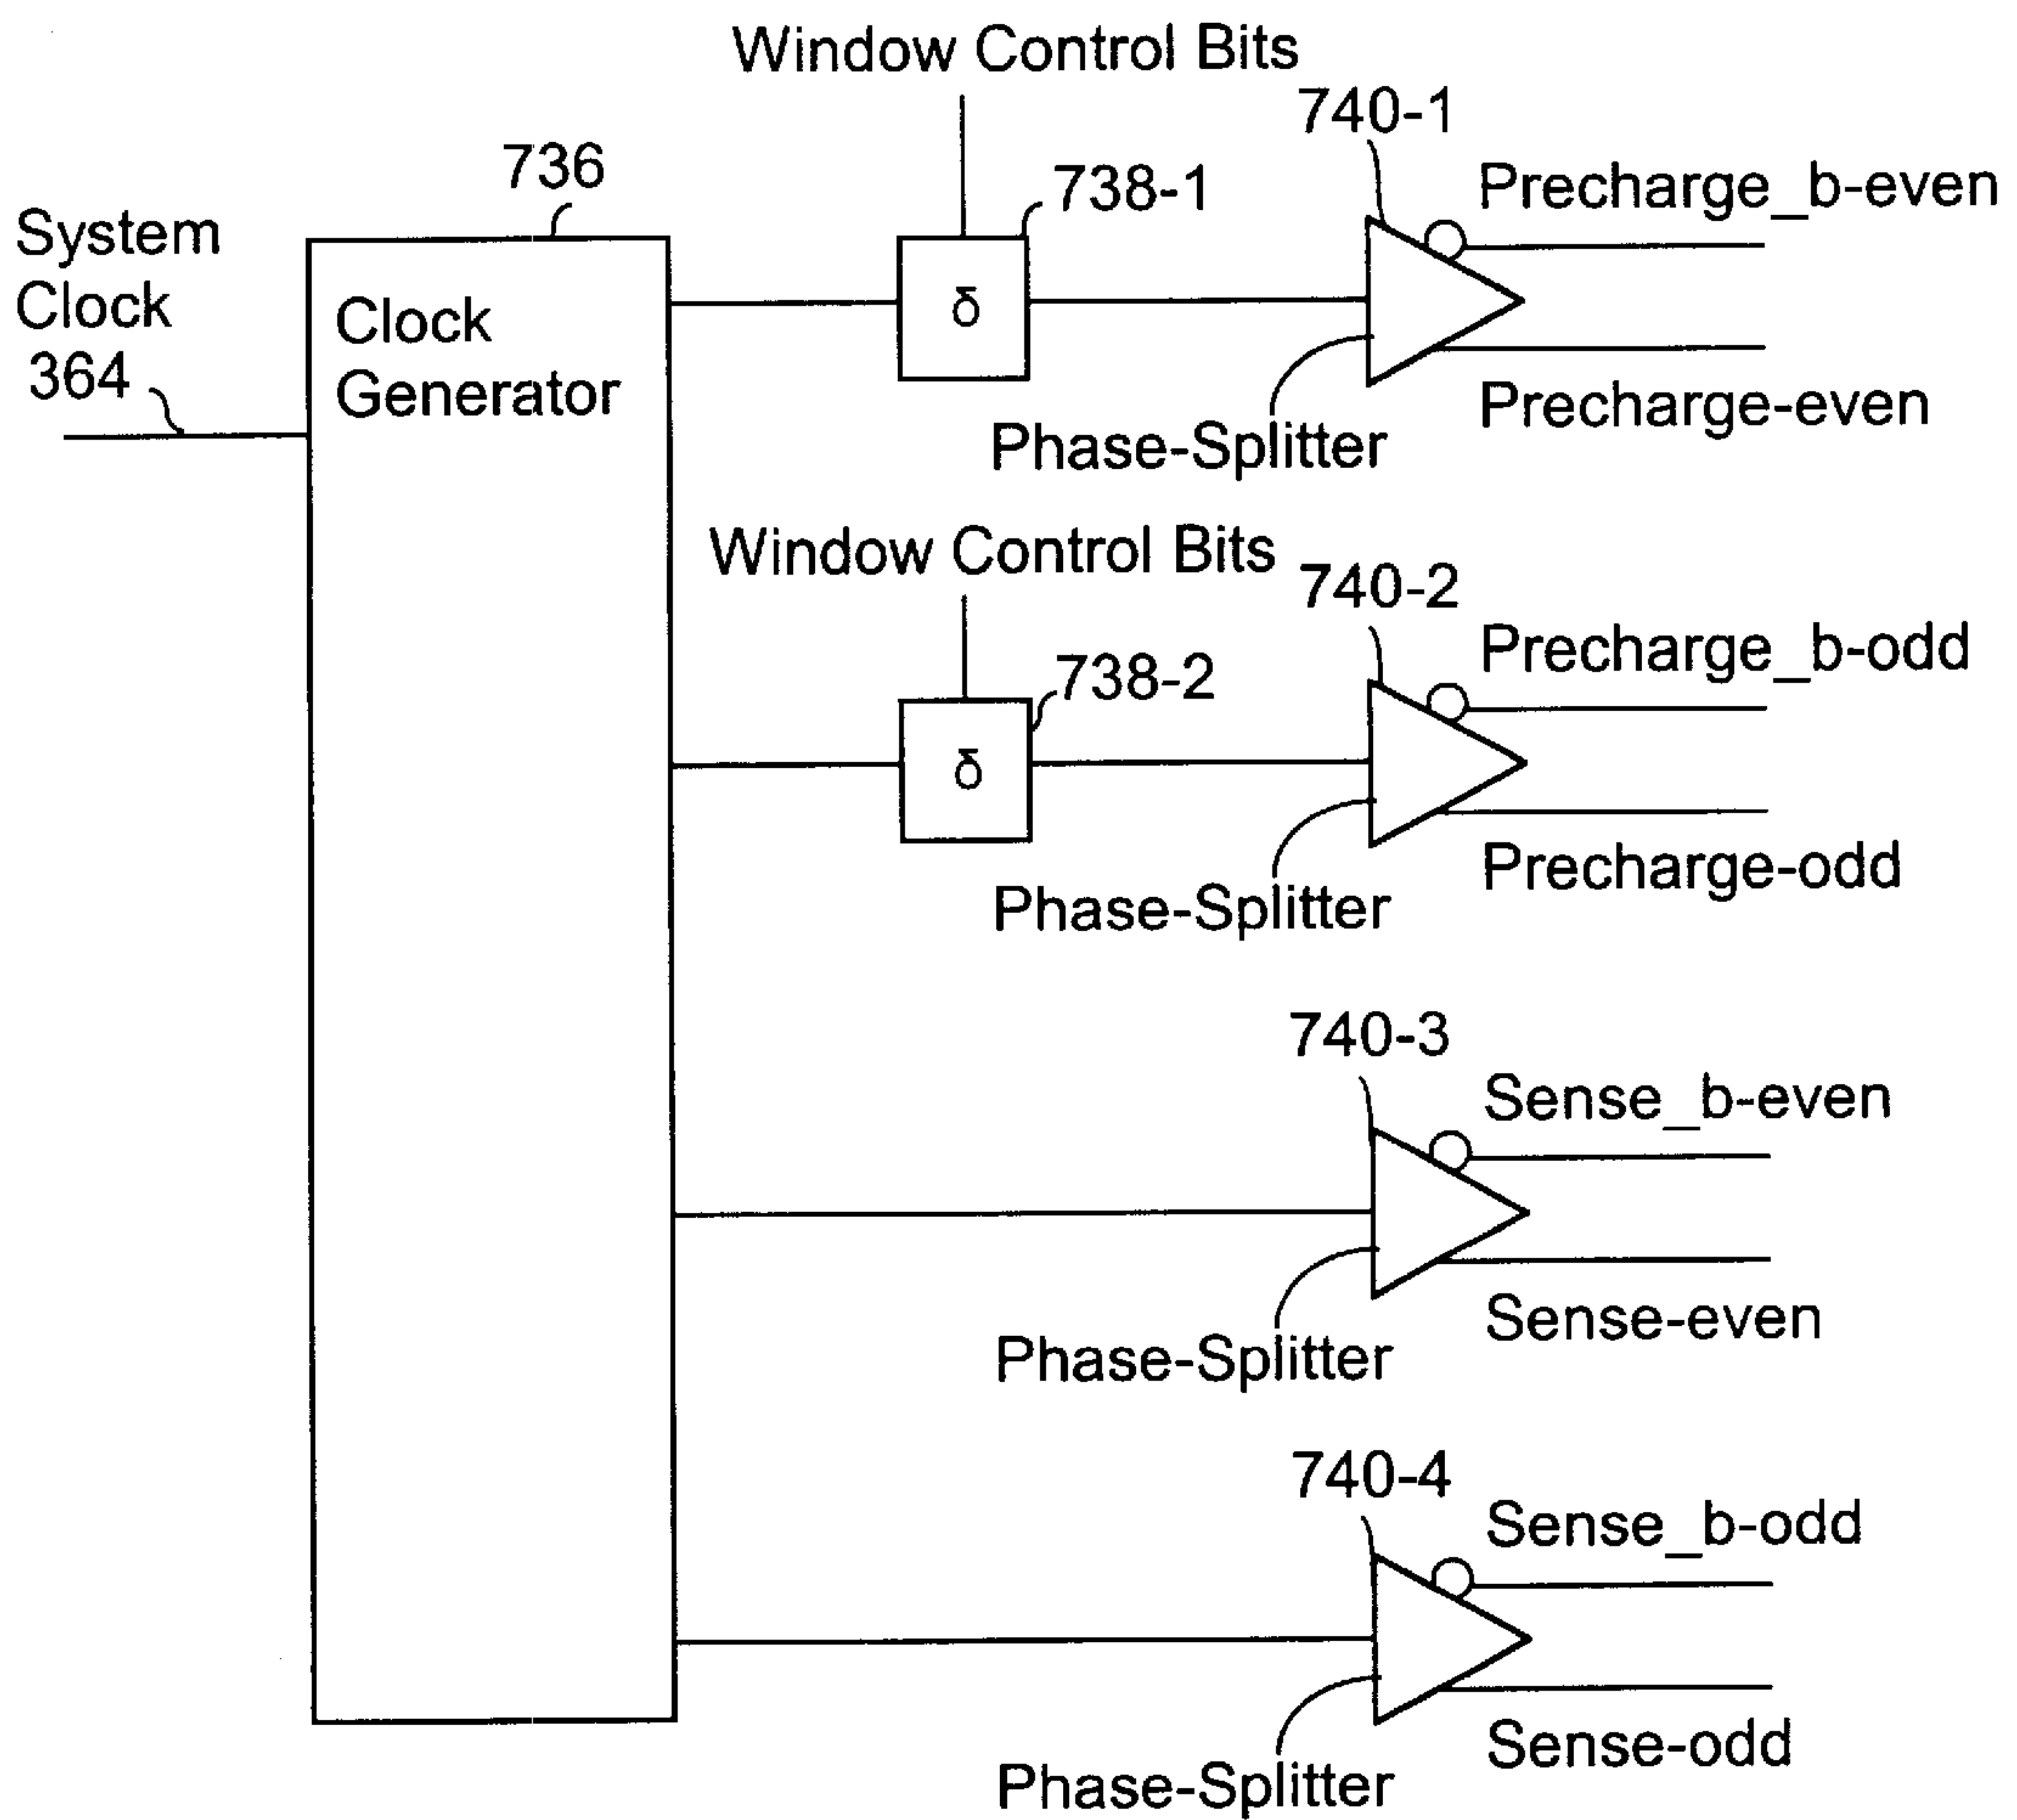 Window Control Bits
740-1
736
738-1
Precharge_b-even
System
Clock
364
Clock
Generator
δ
Precharge-even
Phase-Splitter
Window Control Bits
740-2
738-2
Precharge_b-odd
δ
Precharge-odd
Phase-Splitter
740-3
Sense_b-even
Sense-even
Phase-Splitter
740-4
Sense_b-odd
Sense-odd
Phase-Splitter